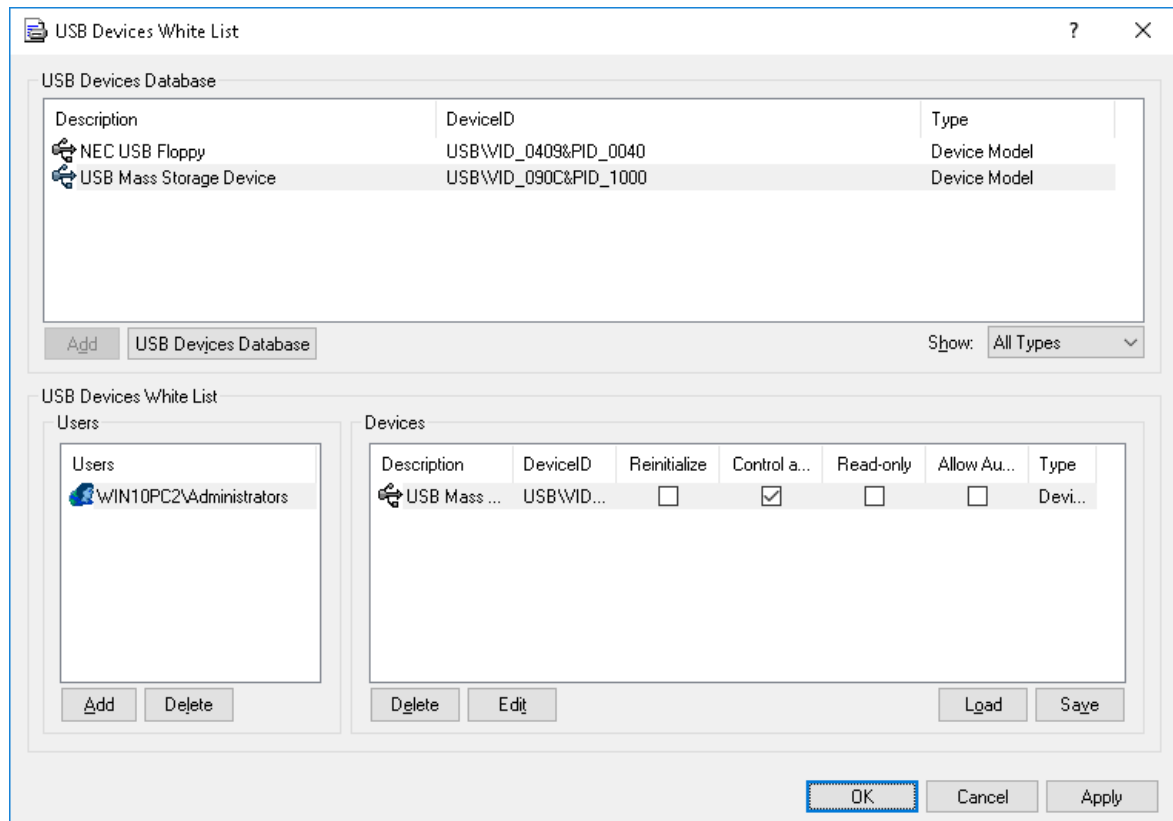 USB Devices White List
USB Devices Database
Description DeviceID Type
NEC USB Floppy USB\VID_0409&PID_0040 Device Model
USB Mass Storage Device USB\VID_090C&PID_1000 Device Model
Add USB Devices Database Show: All Types
USB Devices White List
Users Devices
Users Description DeviceID Reinitialize Control a... Read-only Allow Au... Type
WIN10PC2\Administrators USB Mass ... USB\VID... Devi...
Add Delete Delete Edit Load Save
OK Cancel Apply